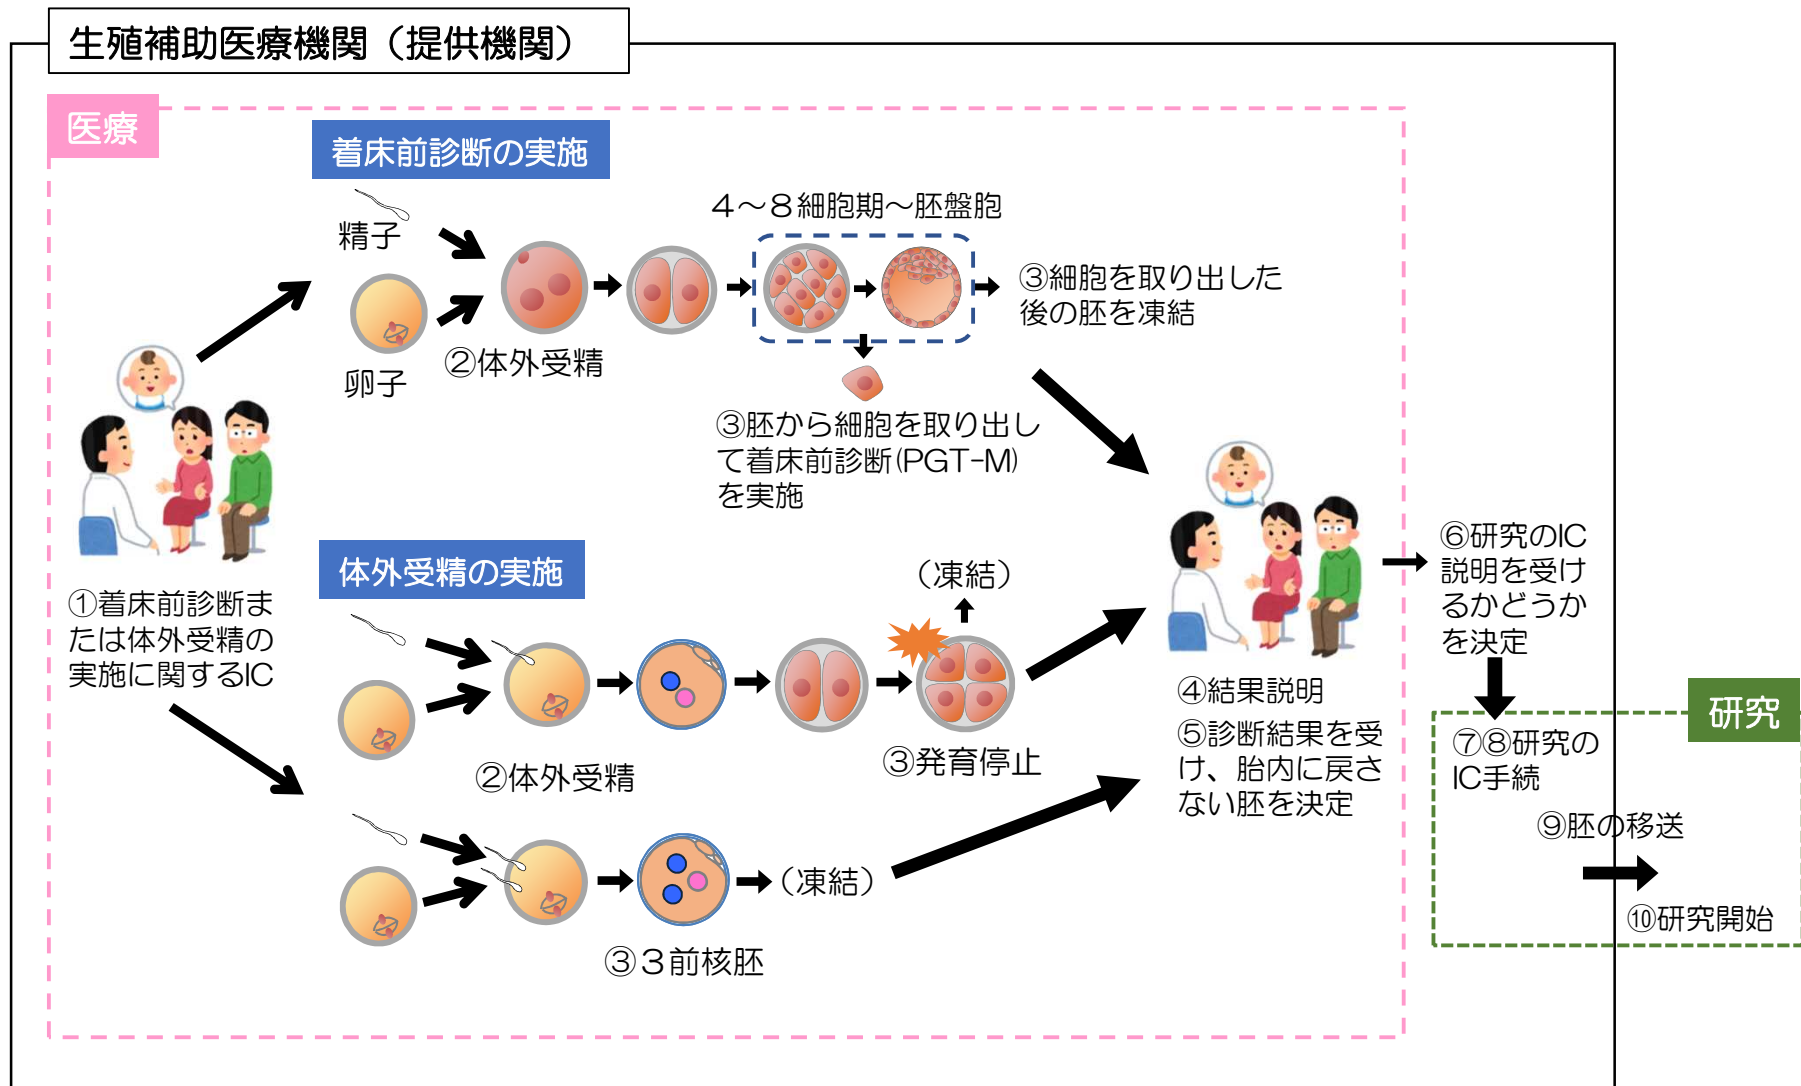 生殖補助医療機関（提供機関）
医療
着床前診断の実施
精子
卵子
②体外受精
４～８細胞期～胚盤胞
③細胞を取り出した
後の胚を凍結
③胚から細胞を取り出し
て着床前診断(PGT-M)
を実施
①着床前診断ま
たは体外受精の
実施に関するIC
体外受精の実施
②体外受精
（凍結）
③発育停止
（凍結）
③３前核胚
④結果説明
⑤診断結果を受
け、胎内に戻さ
ない胚を決定
⑥研究のIC
説明を受け
るかどうか
を決定
研究
⑦⑧研究の
IC手続
⑨胚の移送
⑩研究開始